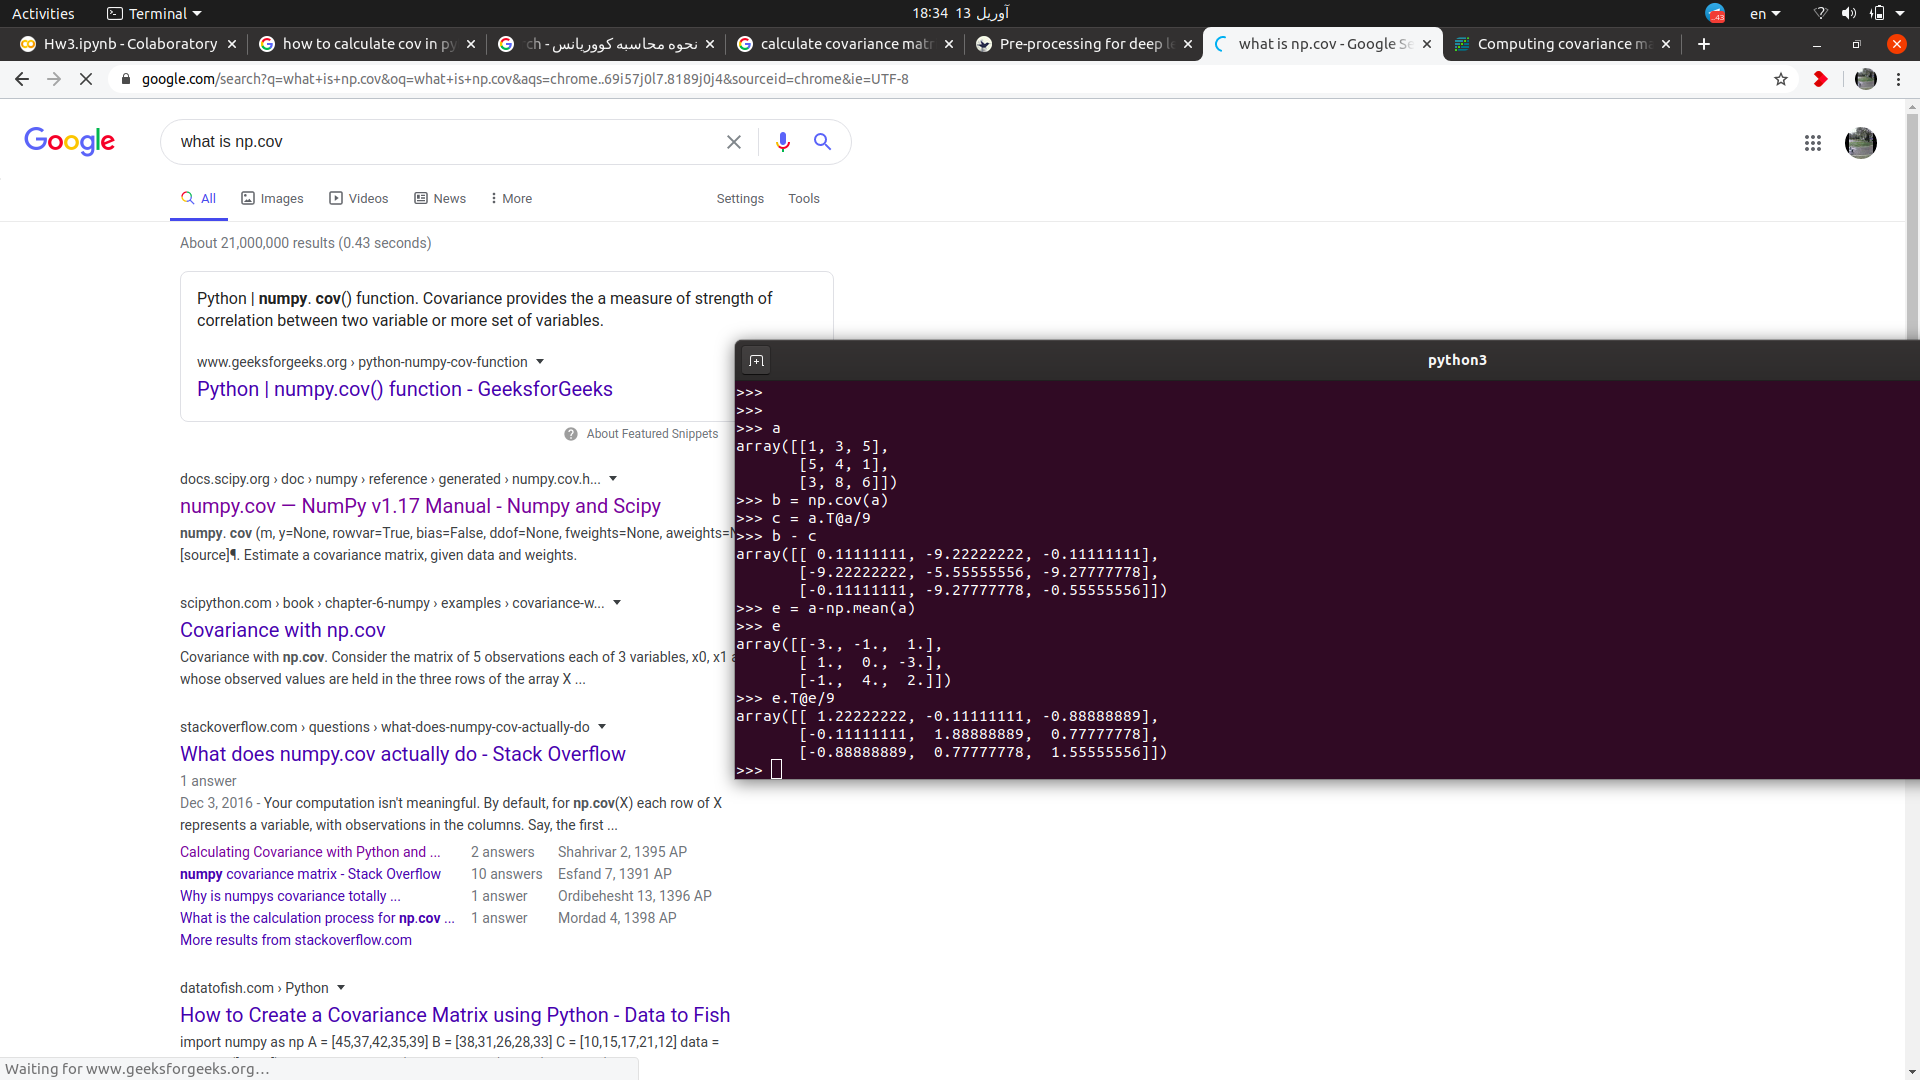 Activities Terminal 18:34 13 آوریل en
Hw3.ipynb - Colaboratory how to calculate cov in py نحوه محاسبه کوواریانس - ch calculate covariance mat Pre-processing for deep le what is np.cov - Google Se Computing covariance ma
google.com/search?q=what+is+np.cov&oq=what+is+np.cov&aqs=chrome..69i57j0l7.8189j0j4&sourceid=chrome&ie=UTF-8
Google what is np.cov
All Images Videos News More Settings Tools
About 21,000,000 results (0.43 seconds)
Python | numpy. cov() function. Covariance provides the a measure of strength of
correlation between two variable or more set of variables.
www.geeksforgeeks.org › python-numpy-cov-function
Python | numpy.cov() function - GeeksforGeeks
About Featured Snippets
docs.scipy.org › doc › numpy › reference › generated › numpy.cov.h...
numpy.cov — NumPy v1.17 Manual - Numpy and Scipy
numpy. cov (m, y=None, rowvar=True, bias=False, ddof=None, fweights=None, aweights=N
[source]¶. Estimate a covariance matrix, given data and weights.
scipython.com › book › chapter-6-numpy › examples › covariance-w...
Covariance with np.cov
Covariance with np.cov. Consider the matrix of 5 observations each of 3 variables, x0, x1 a
whose observed values are held in the three rows of the array X ...
stackoverflow.com › questions › what-does-numpy-cov-actually-do
What does numpy.cov actually do - Stack Overflow
1 answer
Dec 3, 2016 - Your computation isn't meaningful. By default, for np.cov(X) each row of X
represents a variable, with observations in the columns. Say, the first ...
Calculating Covariance with Python and ... 2 answers Shahrivar 2, 1395 AP
numpy covariance matrix - Stack Overflow 10 answers Esfand 7, 1391 AP
Why is numpys covariance totally ... 1 answer Ordibehesht 13, 1396 AP
What is the calculation process for np.cov ... 1 answer Mordad 4, 1398 AP
More results from stackoverflow.com
datatofish.com › Python
How to Create a Covariance Matrix using Python - Data to Fish
import numpy as np A = [45,37,42,35,39] B = [38,31,26,28,33] C = [10,15,17,21,12] data =
Waiting for www.geeksforgeeks.org…
python3
>>>
>>>
>>> a
array([[1, 3, 5],
[5, 4, 1],
[3, 8, 6]])
>>> b = np.cov(a)
>>> c = a.T@a/9
>>> b - c
array([[ 0.11111111, -9.22222222, -0.11111111],
[-9.22222222, -5.55555556, -9.27777778],
[-0.11111111, -9.27777778, -0.55555556]])
>>> e = a-np.mean(a)
>>> e
array([[-3., -1., 1.],
[ 1., 0., -3.],
[-1., 4., 2.]])
>>> e.T@e/9
array([[ 1.22222222, -0.11111111, -0.88888889],
[-0.11111111, 1.88888889, 0.77777778],
[-0.88888889, 0.77777778, 1.55555556]])
>>>